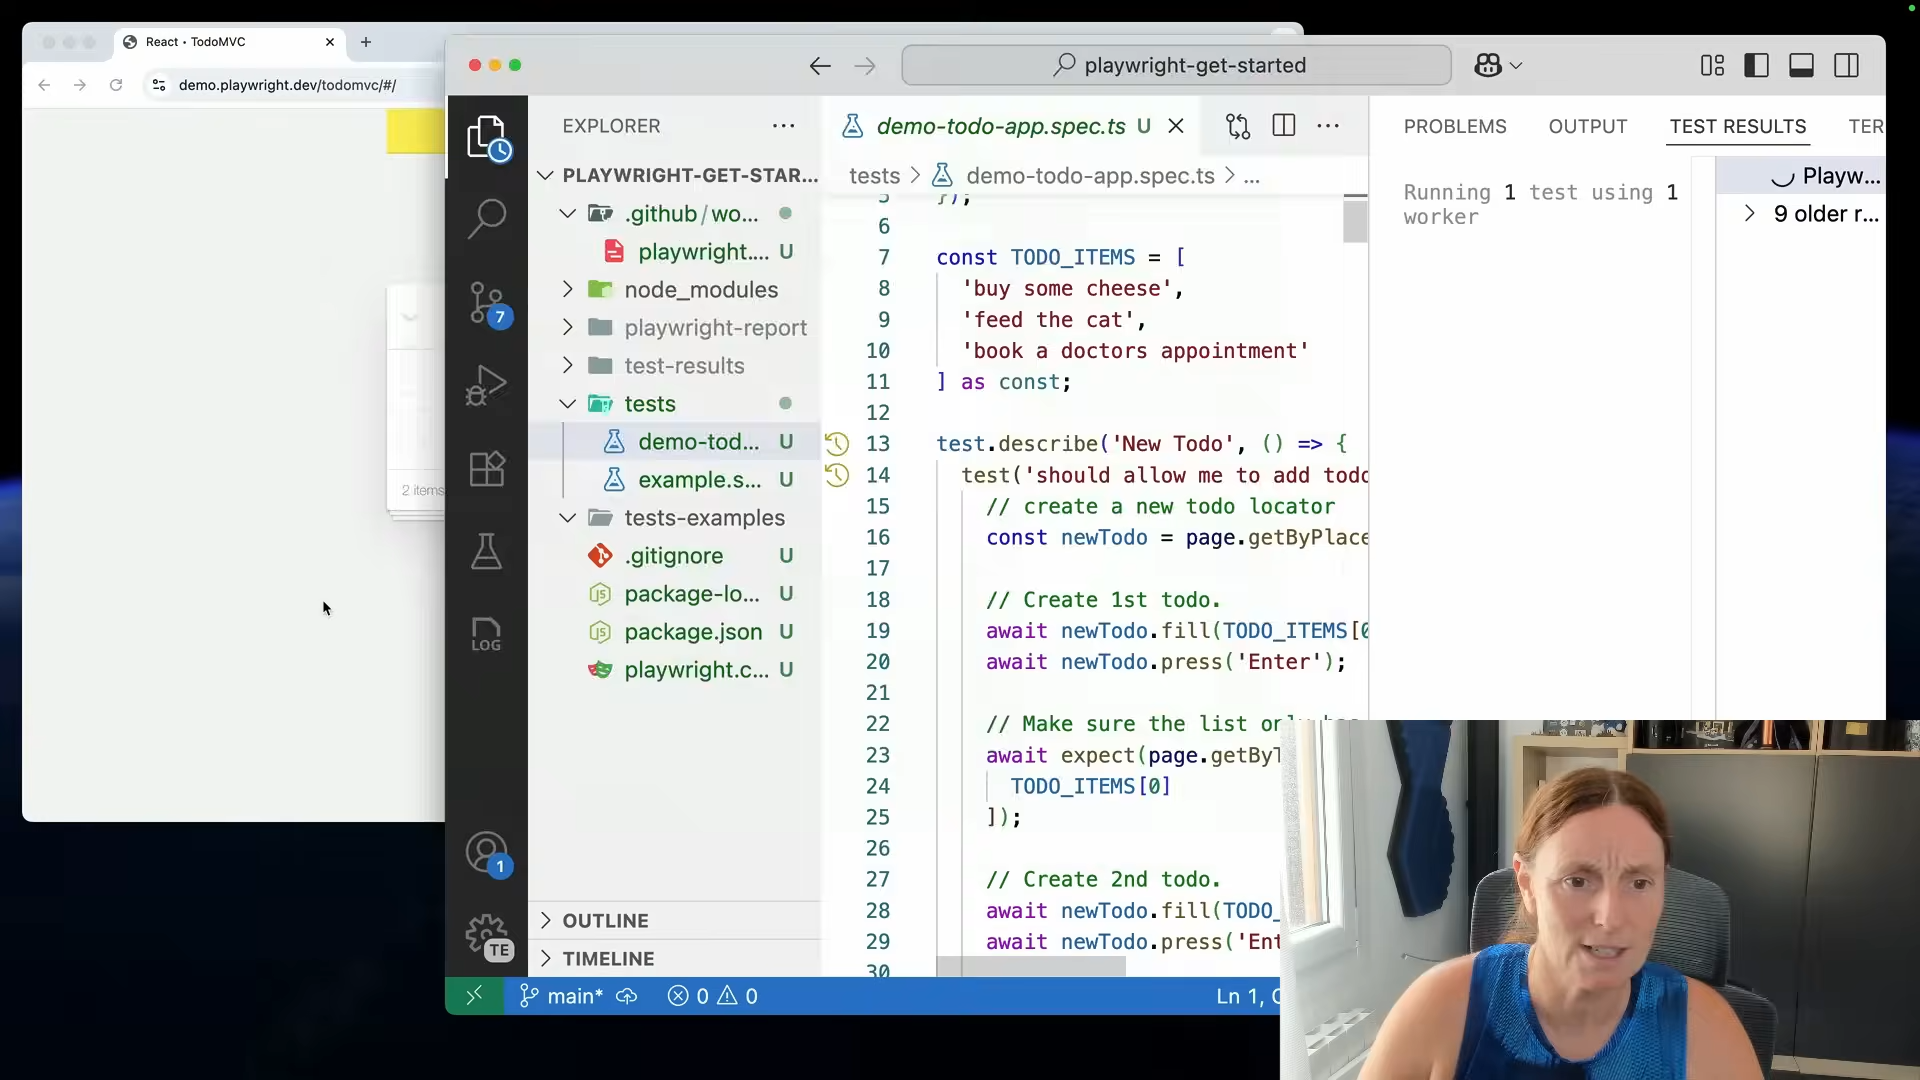 React • TodoMVC
demo.playwright.dev/todomvc/#/
2 items
playwright-get-started
EXPLORER
PLAYWRIGHT-GET-STAR...
.github/wo...
playwright.... U
node_modules
playwright-report
test-results
tests
demo-tod... U
example.s... U
tests-examples
.gitignore U
package-lo... U
package.json U
playwright.c... U
OUTLINE
TIMELINE
7
LOG
1
TE
demo-todo-app.spec.ts U
tests > demo-todo-app.spec.ts > ...
5 });
6
7 const TODO_ITEMS = [
8 'buy some cheese',
9 'feed the cat',
10 'book a doctors appointment'
11 ] as const;
12
13 test.describe('New Todo', () => {
14 test('should allow me to add todo
15 // create a new todo locator
16 const newTodo = page.getByPlace
17
18 // Create 1st todo.
19 await newTodo.fill(TODO_ITEMS[0
20 await newTodo.press('Enter');
21
22 // Make sure the list only has
23 await expect(page.getByT
24 TODO_ITEMS[0]
25 ]);
26
27 // Create 2nd todo.
28 await newTodo.fill(TODO_
29 await newTodo.press('Ent
30
PROBLEMS OUTPUT TEST RESULTS TER
Running 1 test using 1
worker
Playw...
9 older r...
main* 0 0
Ln 1, C